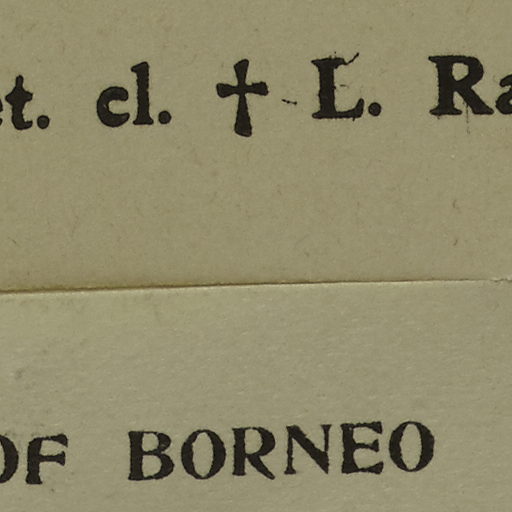 et. cl. † L. Ra
OF BORNEO